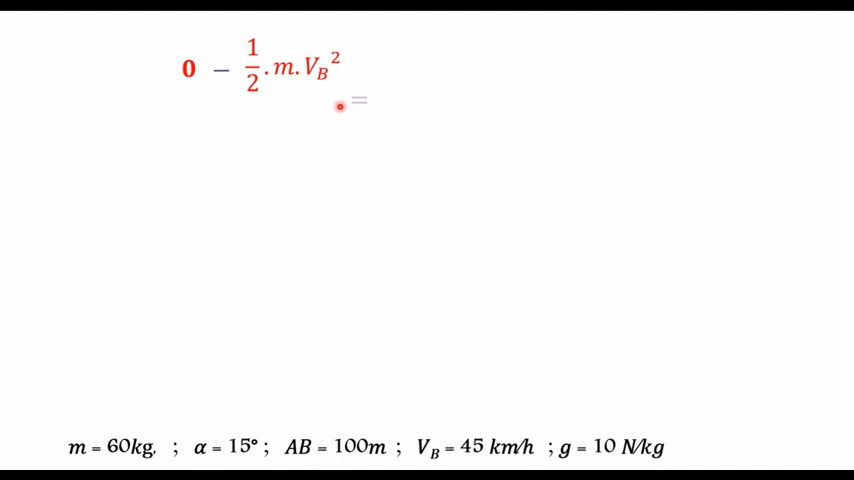 0 − 1/2 . m. V_B² =
m = 60kg. ; α = 15° ; AB = 100m ; V_B = 45 km/h ; g = 10 N/kg